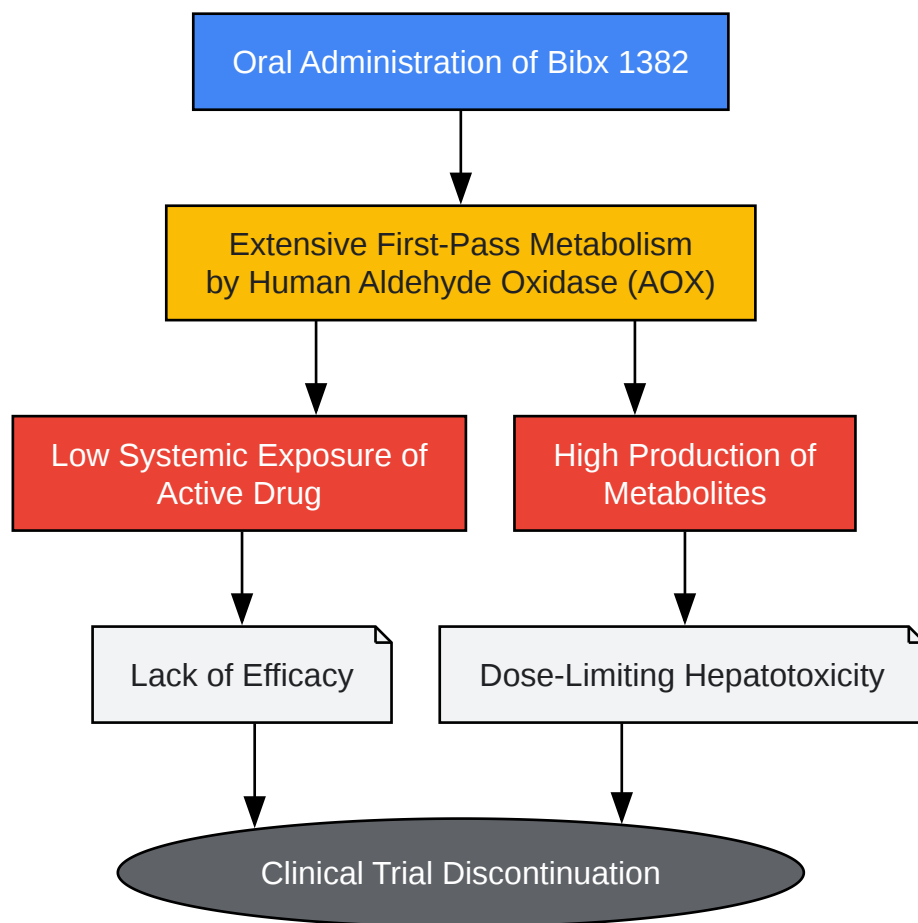 Oral Administration of Bibx 1382
Extensive First-Pass Metabolism
by Human Aldehyde Oxidase (AOX)
Low Systemic Exposure of
Active Drug
High Production of
Metabolites
Lack of Efficacy
Dose-Limiting Hepatotoxicity
Clinical Trial Discontinuation